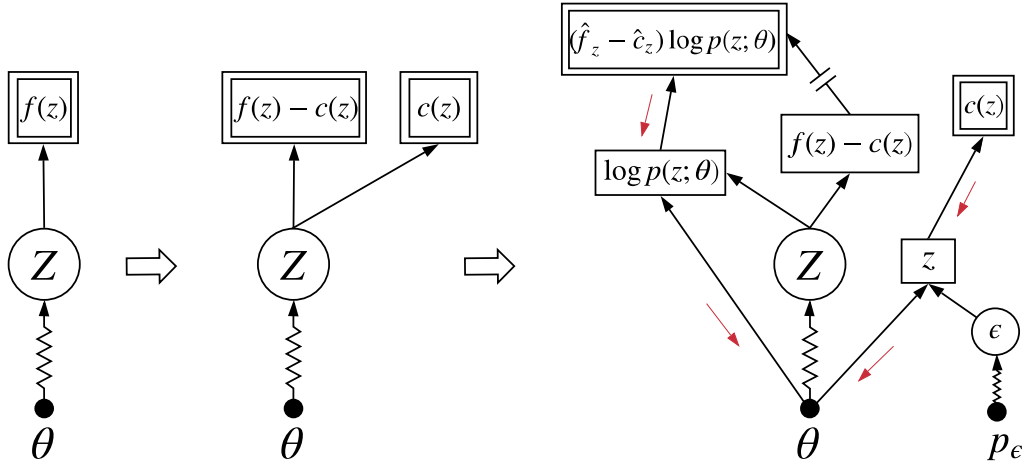 f(z)
Z
θ
f(z) − c(z)
c(z)
Z
θ
(f̂_z − ĉ_z) log p(z; θ)
c(z)
f(z) − c(z)
log p(z; θ)
Z
z
ϵ
θ
p_ϵ